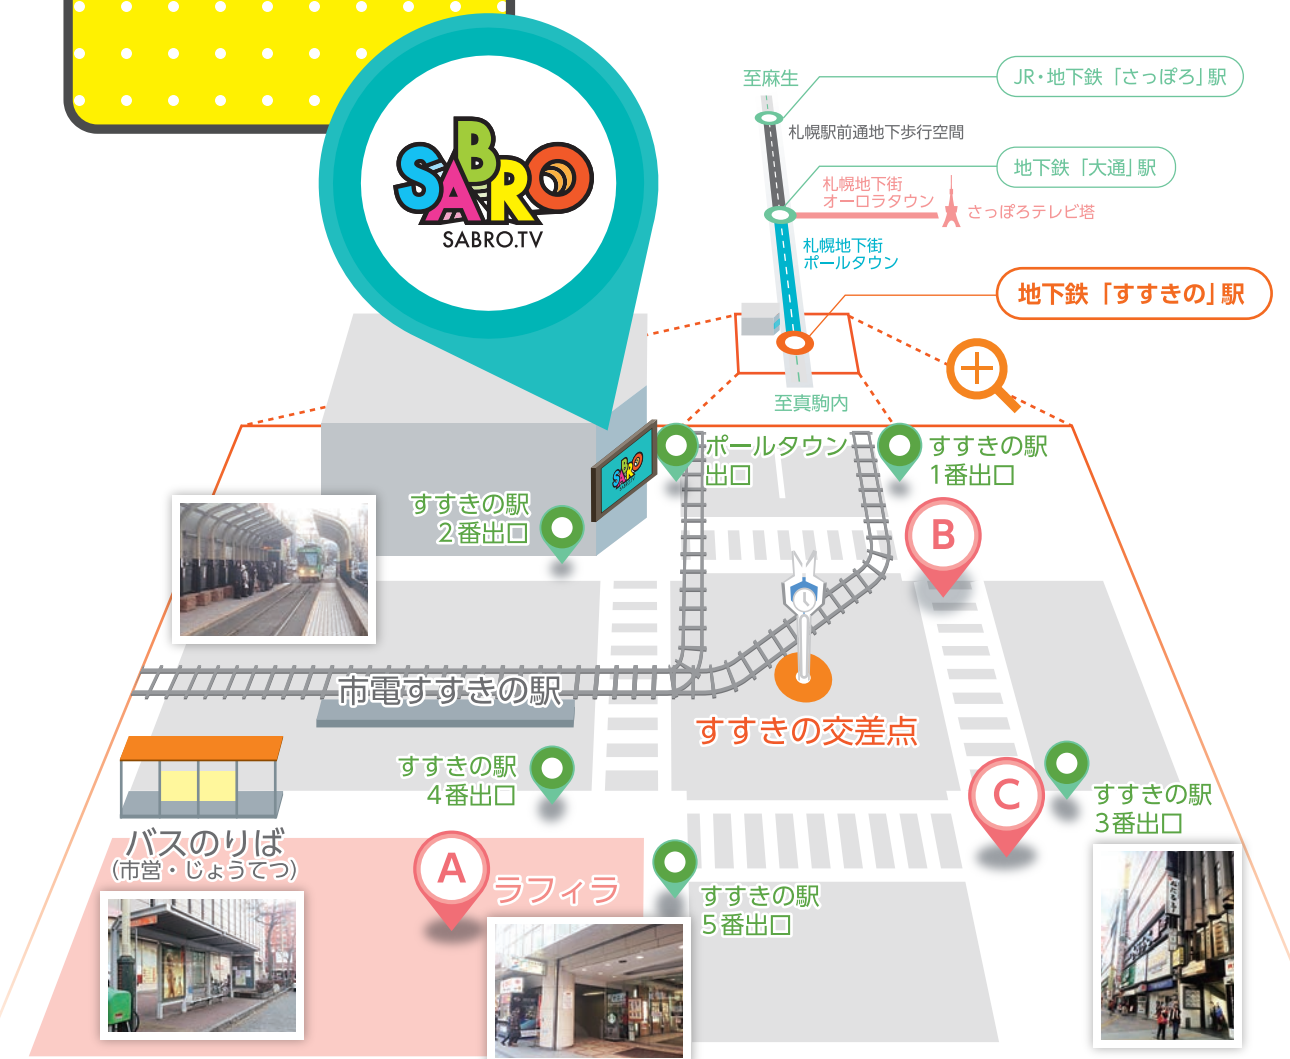 SABRO
SABRO.TV
至麻生
JR・地下鉄「さっぽろ」駅
札幌駅前通地下歩行空間
地下鉄「大通」駅
札幌地下街
オーロラタウン
さっぽろテレビ塔
札幌地下街
ポールタウン
地下鉄「すすきの」駅
至真駒内
SABRO
ポールタウン
出口
すすきの駅
1番出口
すすきの駅
2番出口
B
市電すすきの駅
すすきの交差点
すすきの駅
4番出口
C
すすきの駅
3番出口
バスのりば
(市営・じょうてつ)
A
ラフィラ
すすきの駅
5番出口